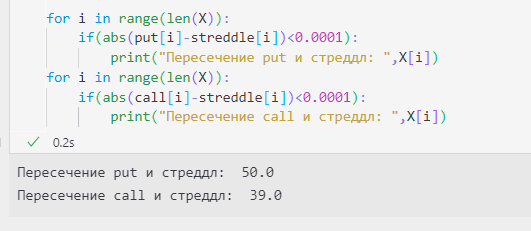 for i in range(len(X)):
if(abs(put[i]-streddle[i])<0.0001):
print("Пересечение put и стреддл: ",X[i])
for i in range(len(X)):
if(abs(call[i]-streddle[i])<0.0001):
print("Пересечение call и стреддл: ",X[i])
0.2s
Пересечение put и стреддл:  50.0
Пересечение call и стреддл:  39.0